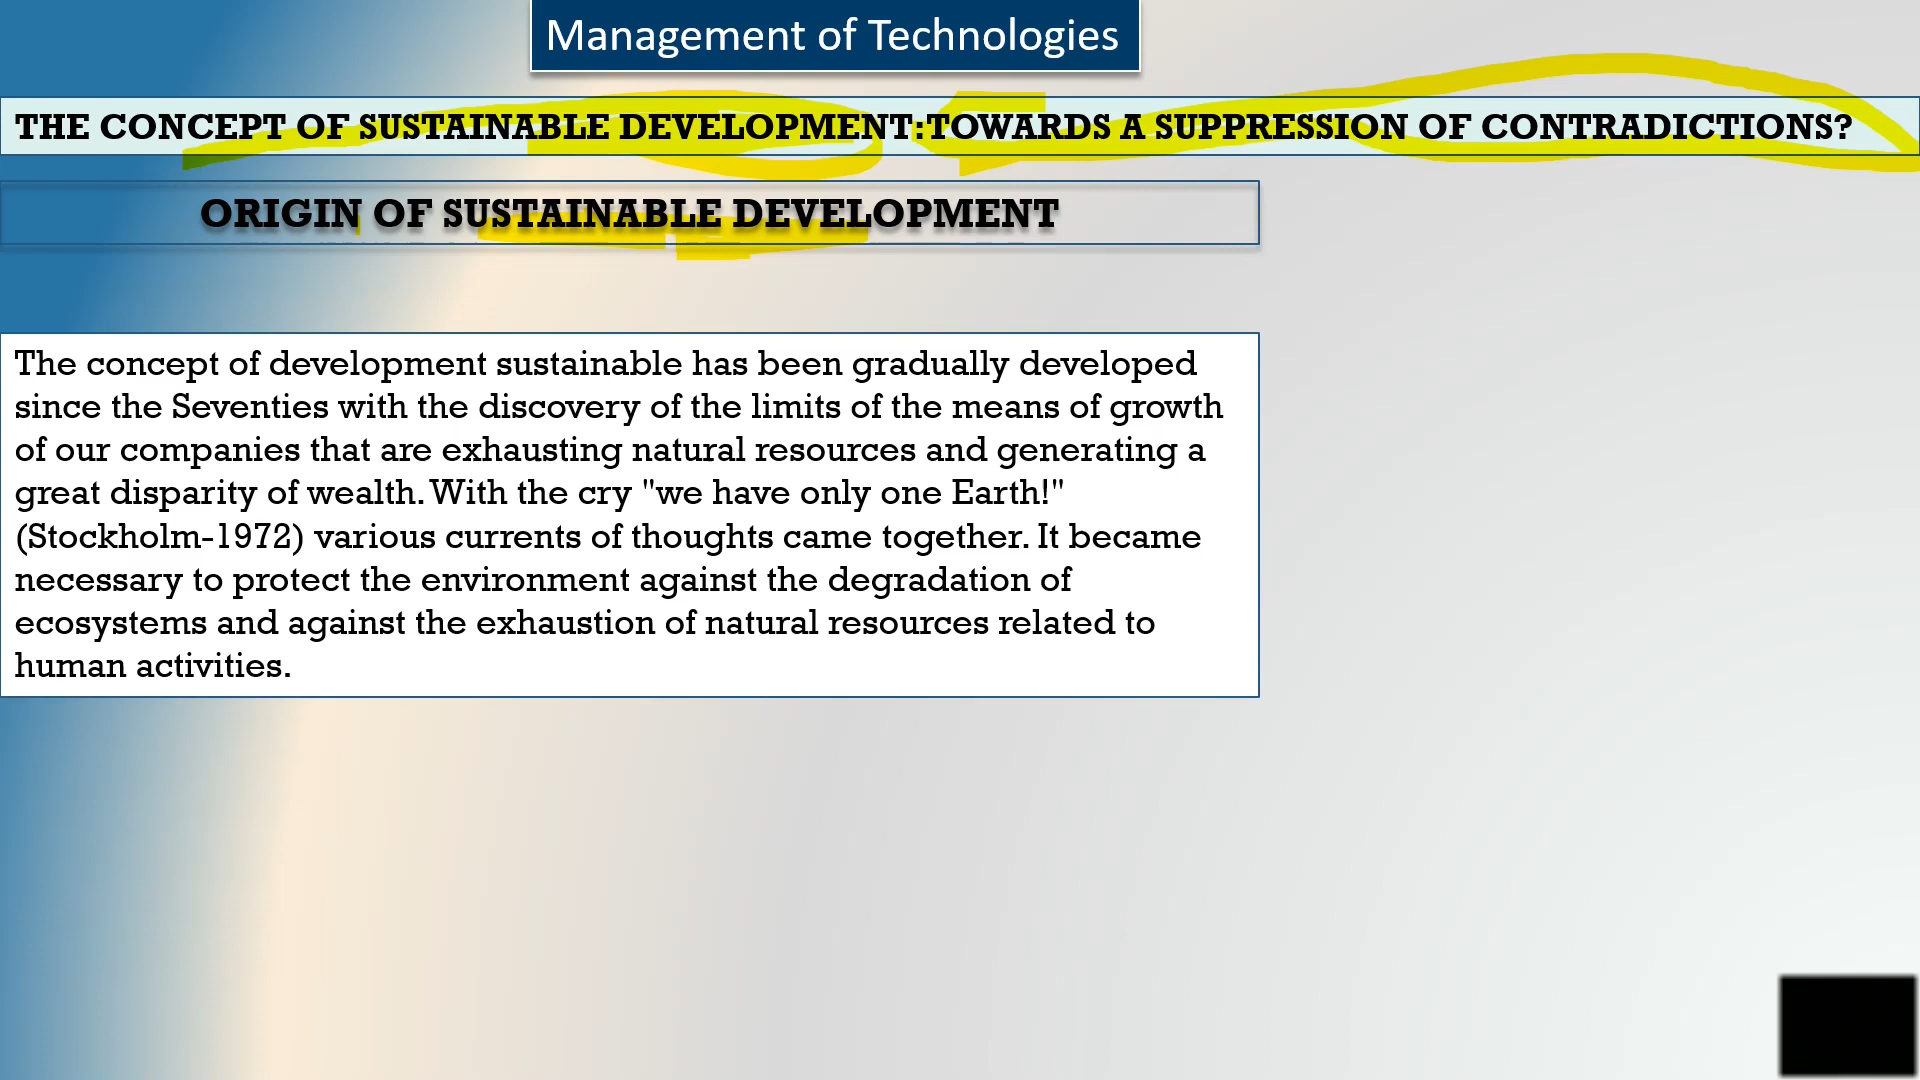 Management of Technologies
THE CONCEPT OF SUSTAINABLE DEVELOPMENT:TOWARDS A SUPPRESSION OF CONTRADICTIONS?
ORIGIN OF SUSTAINABLE DEVELOPMENT
The concept of development sustainable has been gradually developed
since the Seventies with the discovery of the limits of the means of growth
of our companies that are exhausting natural resources and generating a
great disparity of wealth. With the cry "we have only one Earth!"
(Stockholm-1972) various currents of thoughts came together. It became
necessary to protect the environment against the degradation of
ecosystems and against the exhaustion of natural resources related to
human activities.